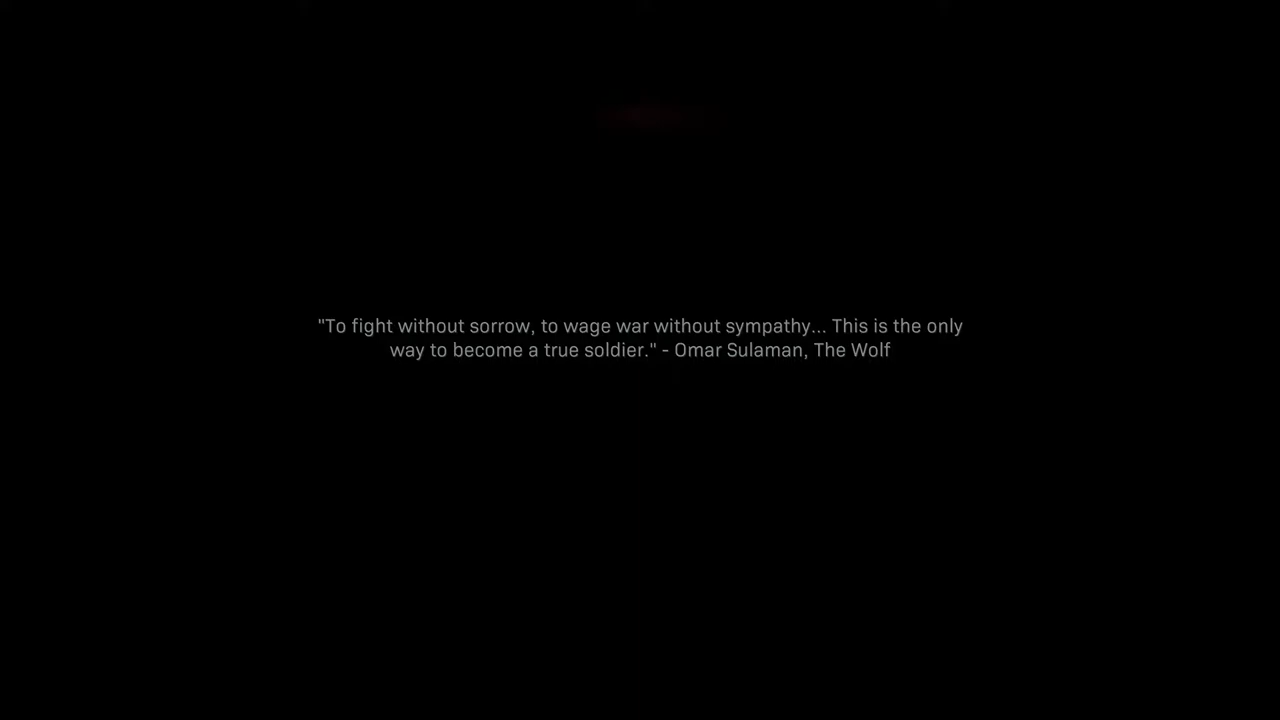 "To fight without sorrow, to wage war without sympathy... This is the only
way to become a true soldier." - Omar Sulaman, The Wolf